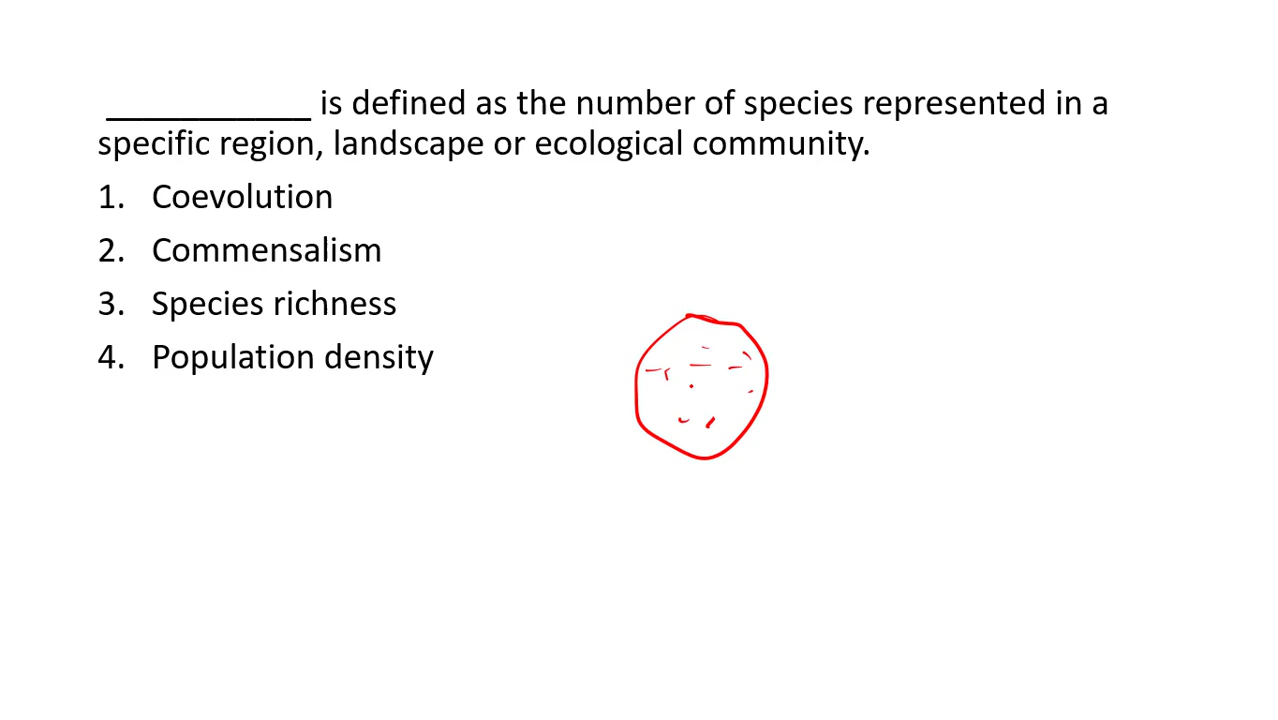 ___________ is defined as the number of species represented in a
specific region, landscape or ecological community.
1. Coevolution
2. Commensalism
3. Species richness
4. Population density